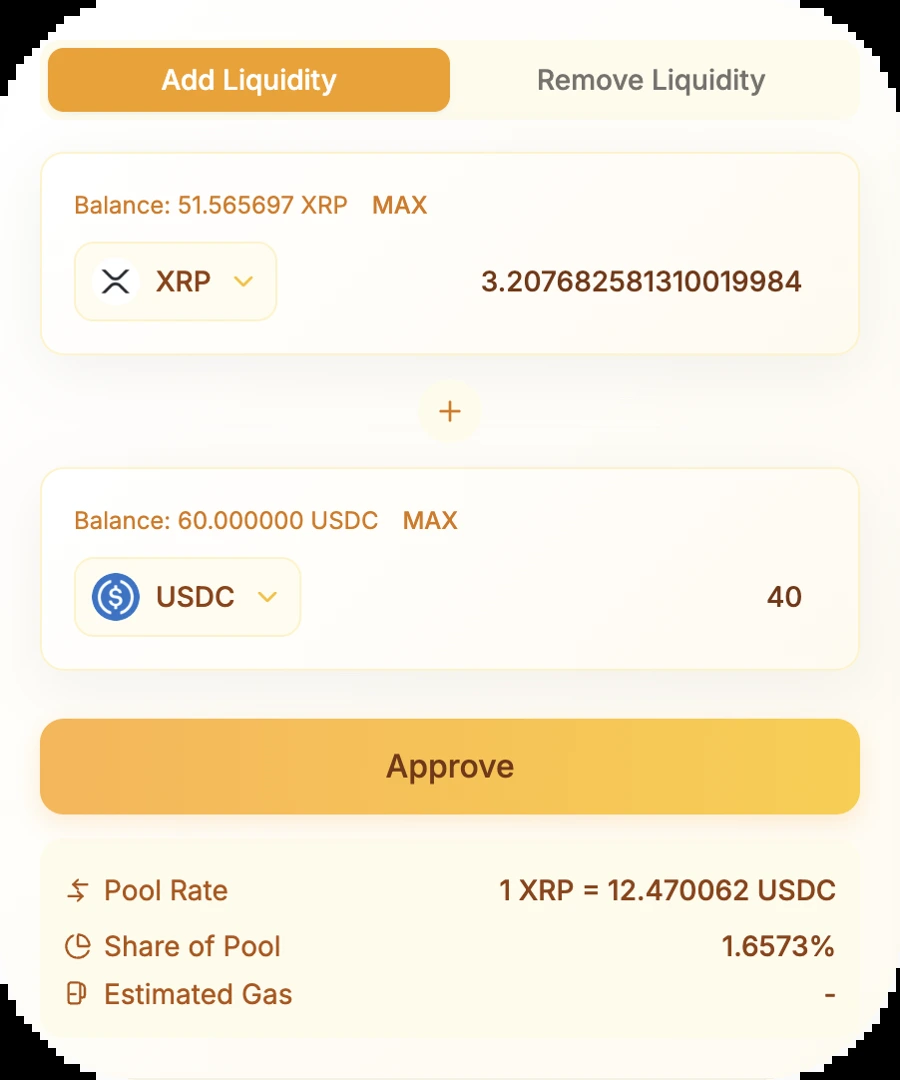 Add Liquidity Remove Liquidity
Balance: 51.565697 XRP MAX
XRP 3.207682581310019984
+
Balance: 60.000000 USDC MAX
$ USDC 40
Approve
Pool Rate 1 XRP = 12.470062 USDC
Share of Pool 1.6573%
Estimated Gas -